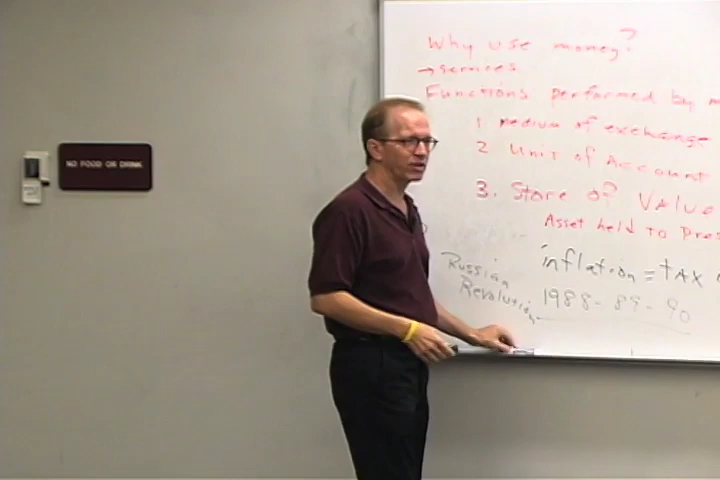 Why use money?
→ services
Functions performed by m
1 medium of exchange
2 Unit of Account
3. Store of Value
Asset held to Pres
inflation = tAX
Russian
Revolution
1988 - 89 - 90
NO FOOD OR DRINK